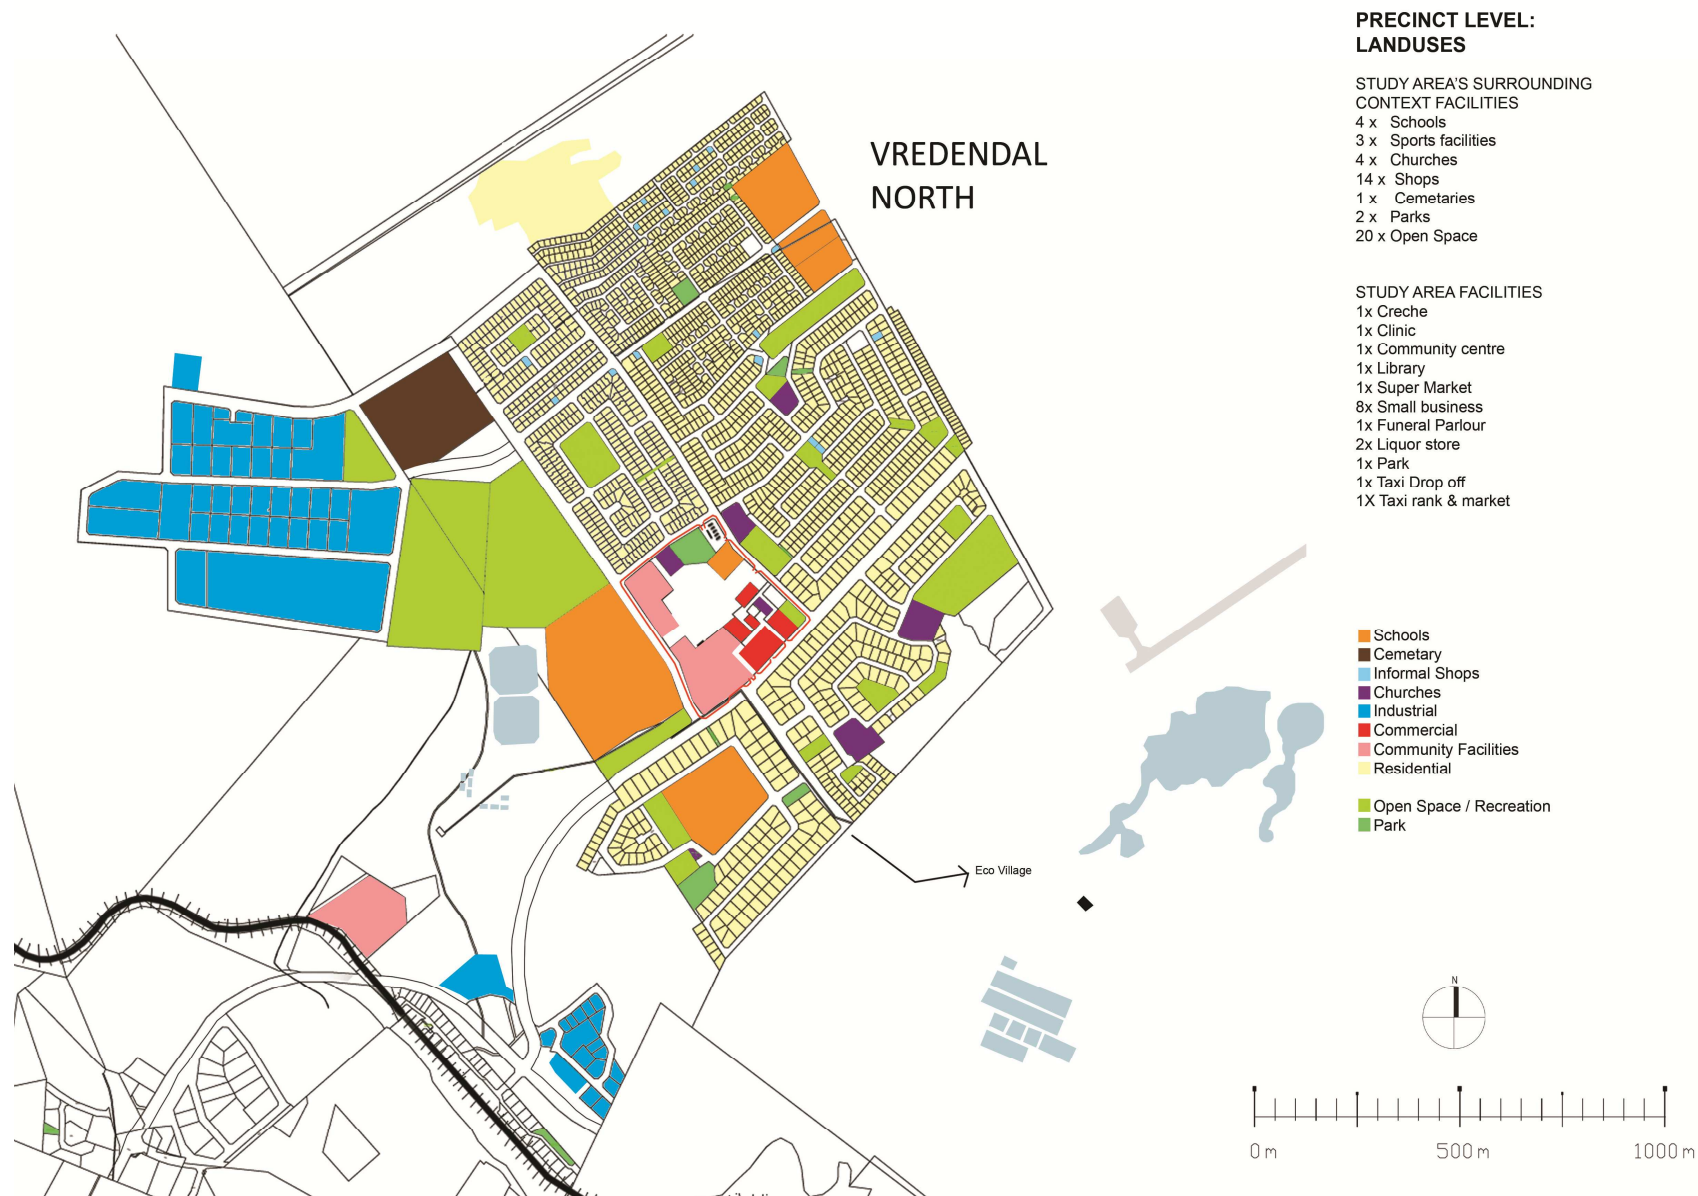 PRECINCT LEVEL:
LANDUSES
STUDY AREA'S SURROUNDING
CONTEXT FACILITIES
4 x Schools
3 x Sports facilities
4 x Churches
14 x Shops
1 x Cemetaries
2 x Parks
20 x Open Space
VREDENDAL
NORTH
STUDY AREA FACILITIES
1x Creche
1x Clinic
1x Community centre
1x Library
1x Super Market
8x Small business
1x Funeral Parlour
2x Liquor store
1x Park
1x Taxi Drop off
1X Taxi rank & market
Schools
Cemetary
Informal Shops
Churches
Industrial
Commercial
Community Facilities
Residential
Open Space / Recreation
Park
Eco Village
N
0 m
500 m
1000 m